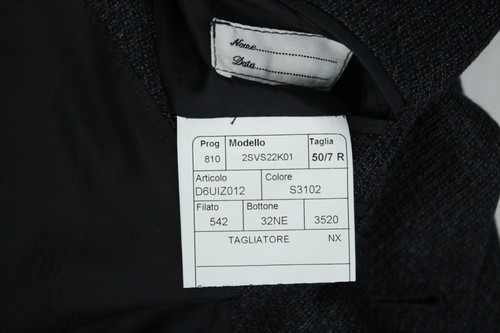 Name
Data
Prog Modello Taglia
810 2SVS22K01 50/7 R
Articolo Colore
D6UIZ012 S3102
Filato Bottone
542 32NE 3520
TAGLIATORE NX